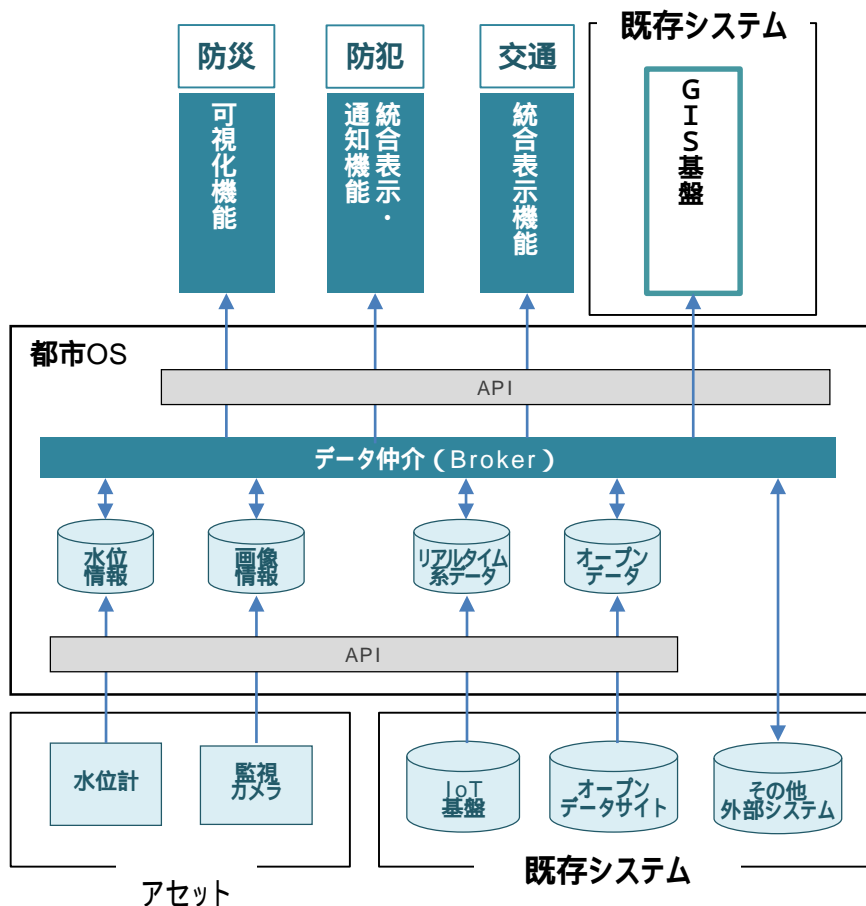 既存システム
防災
防犯
交通
可視化機能
統合表示・
通知機能
統合表示機能
GIS基盤
都市OS
API
データ仲介(Broker)
水位
情報
画像
情報
リアルタイム
系データ
オープン
データ
API
水位計
監視
カメラ
IoT
基盤
オープン
データサイト
その他
外部システム
アセット
既存システム